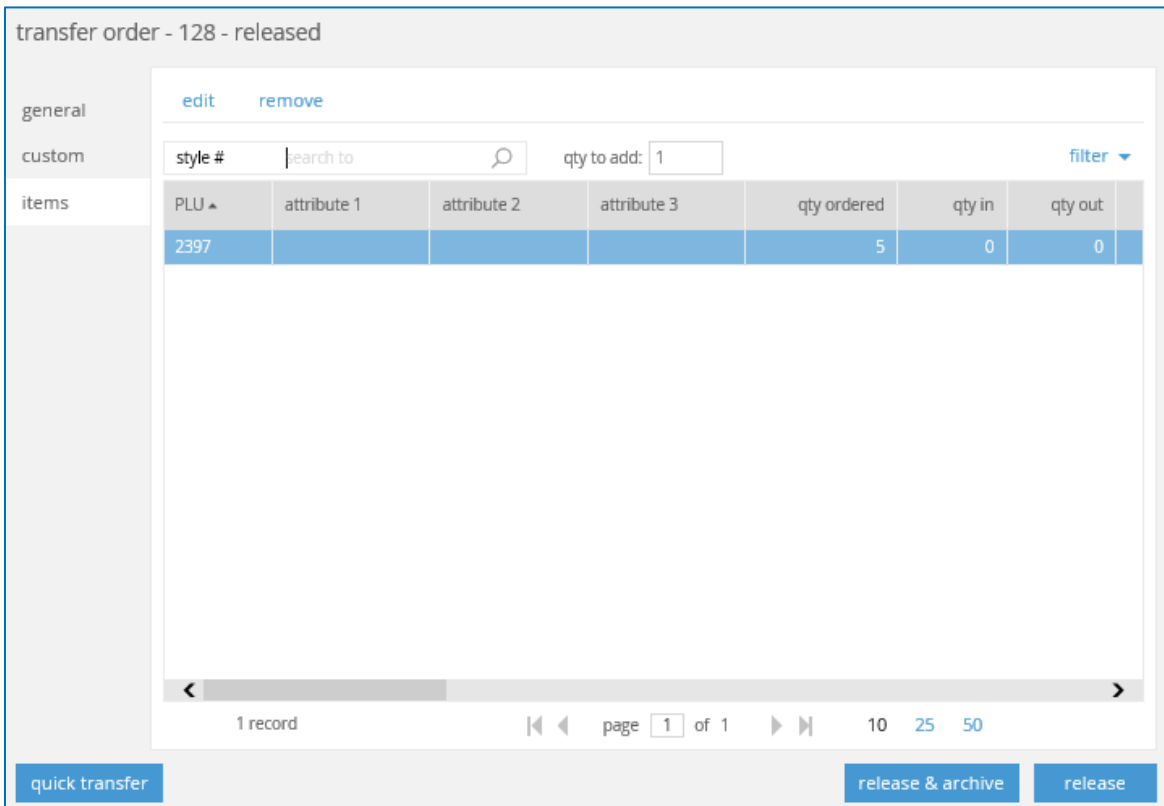 transfer order - 128 - released
general
custom
items
edit remove
style # search to qty to add: 1 filter
PLU attribute 1 attribute 2 attribute 3 qty ordered qty in qty out
2397 5 0 0
1 record page 1 of 1 10 25 50
quick transfer release & archive release